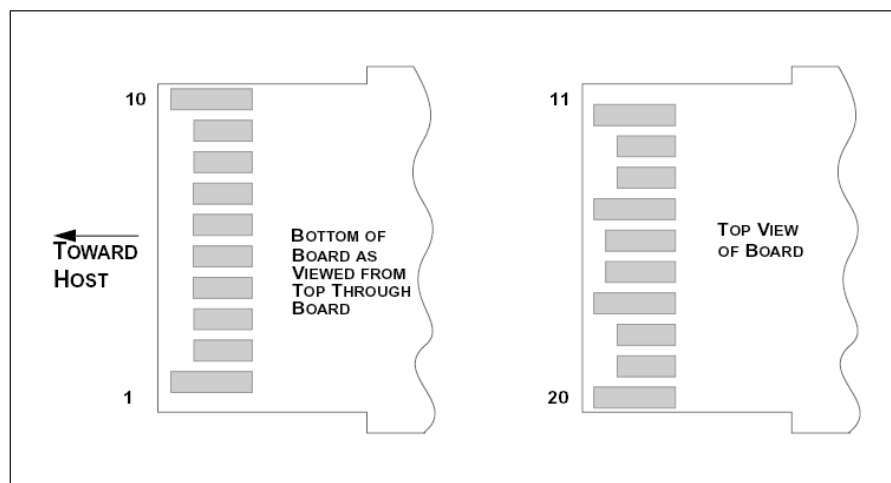 10
TOWARD
HOST
BOTTOM OF
BOARD AS
VIEWED FROM
TOP THROUGH
BOARD
1
11
TOP VIEW
OF BOARD
20